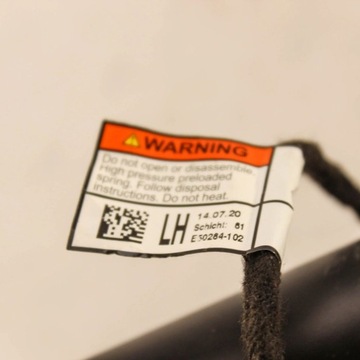 WARNING
Do not open or disassemble.
High pressure preloaded
spring. Follow disposal
instructions. Do not heat.
LH
14.07.20
Schicht: 61
E50284-102